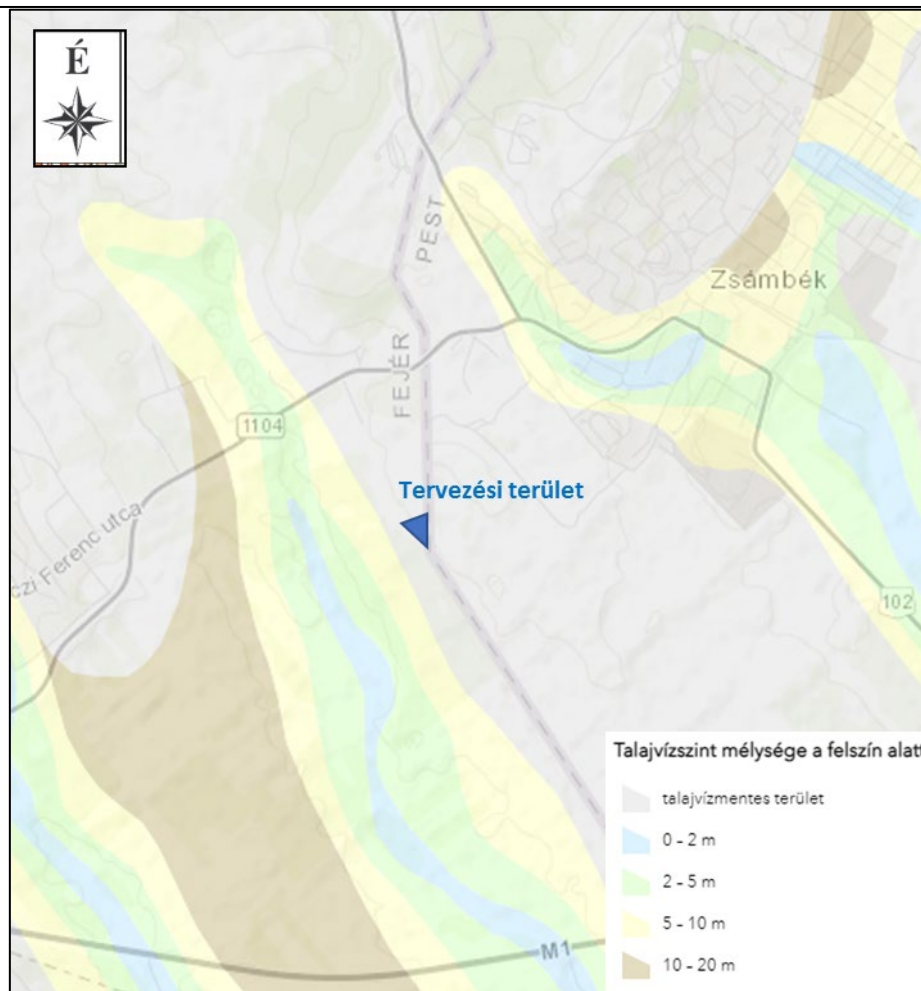 É
PEST
FEJÉR
Zsámbék
1104
Tervezési terület
czi Ferenc utca
102
M1
Talajvízszint mélysége a felszín alatt
talajvízmentes terület
0 - 2 m
2 - 5 m
5 - 10 m
10 - 20 m